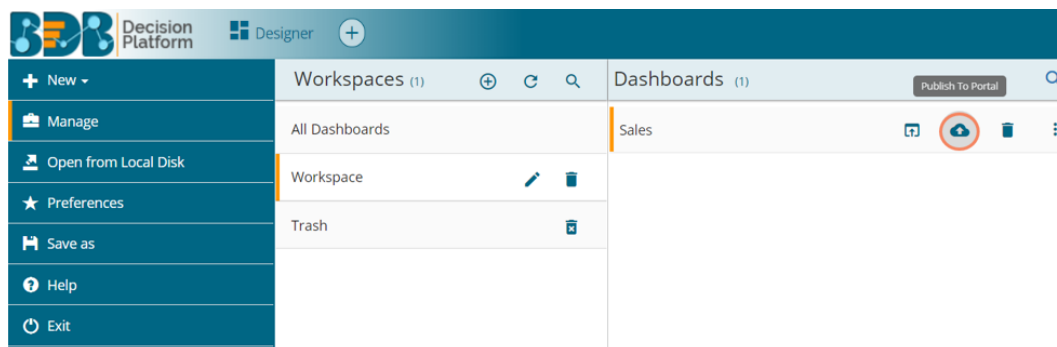 BDB Decision Platform
Designer
New
Workspaces (1)
Dashboards (1)
Publish To Portal
Manage
All Dashboards
Sales
Open from Local Disk
Workspace
Preferences
Trash
Save as
Help
Exit